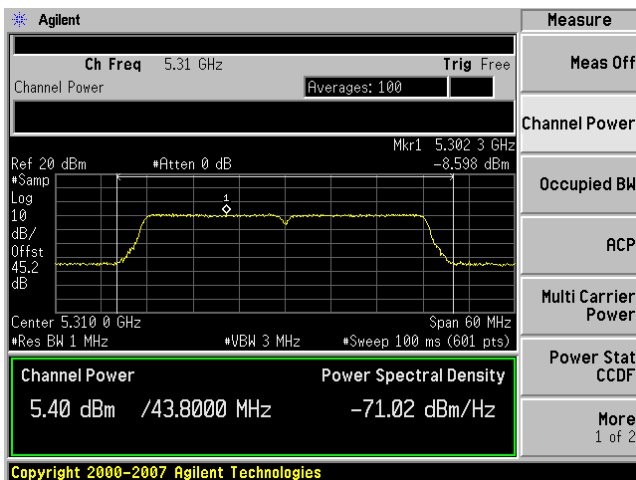 Agilent
Measure
Ch Freq 5.31 GHz Trig Free
Channel Power Averages: 100
Mkr1 5.302 3 GHz
Ref 20 dBm #Atten 0 dB -8.598 dBm
#Samp
Log
10
dB/
Offst
45.2
dB
1
Center 5.310 0 GHz Span 60 MHz
#Res BW 1 MHz #VBW 3 MHz #Sweep 100 ms (601 pts)
Channel Power Power Spectral Density
5.40 dBm /43.8000 MHz -71.02 dBm/Hz
Copyright 2000-2007 Agilent Technologies
Meas Off
Channel Power
Occupied BW
ACP
Multi Carrier
Power
Power Stat
CCDF
More
1 of 2